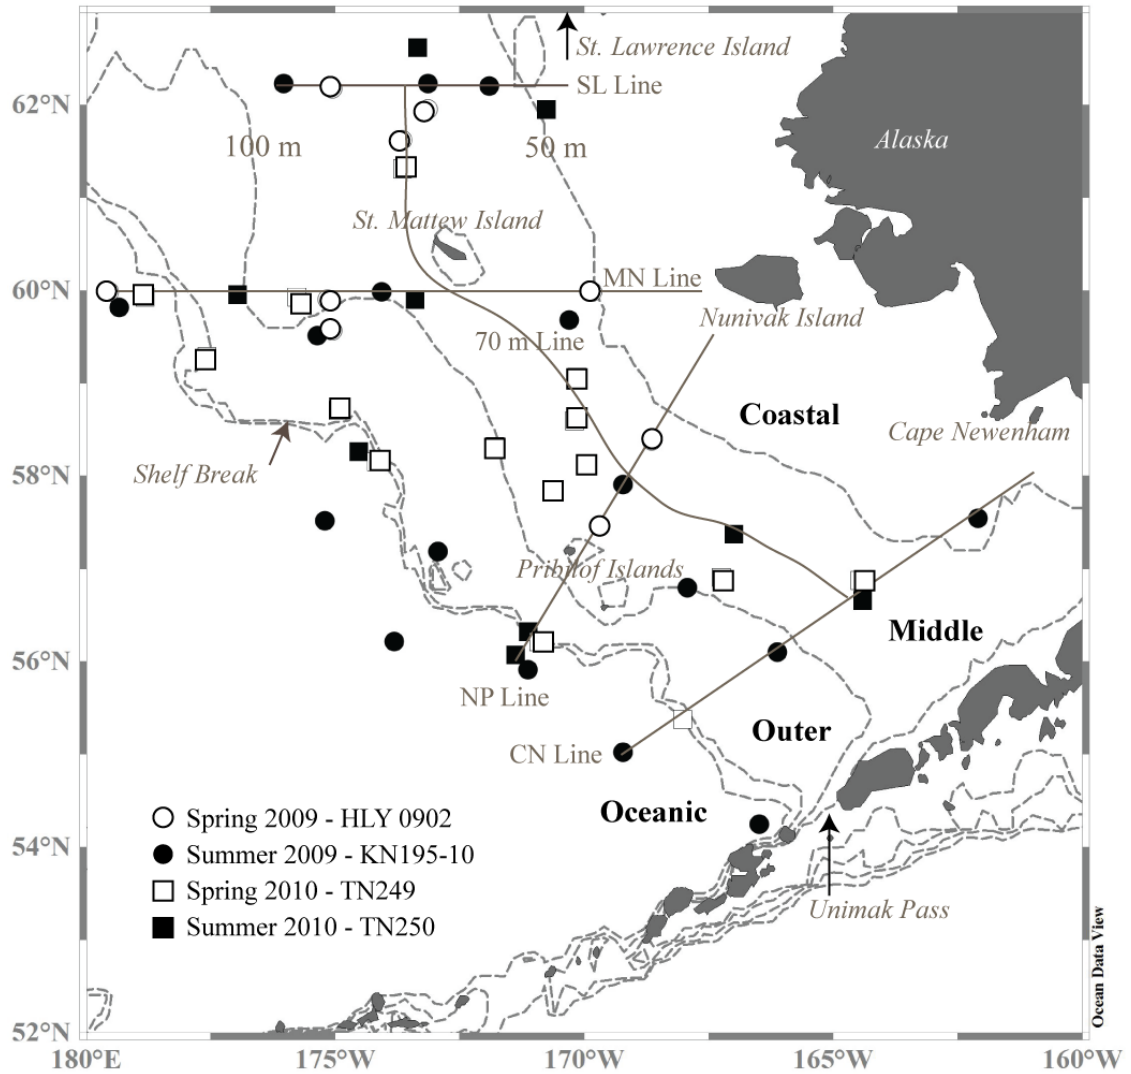 St. Lawrence Island
SL Line
62°N
100 m
50 m
Alaska
St. Mattew Island
MN Line
60°N
Nunivak Island
70 m Line
Coastal
Cape Newenham
58°N
Shelf Break
Pribilof Islands
Middle
56°N
NP Line
Outer
CN Line
Oceanic
Spring 2009 - HLY 0902
Summer 2009 - KN195-10
Spring 2010 - TN249
Summer 2010 - TN250
54°N
Unimak Pass
Ocean Data View
52°N
180°E 175°W 170°W 165°W 160°W